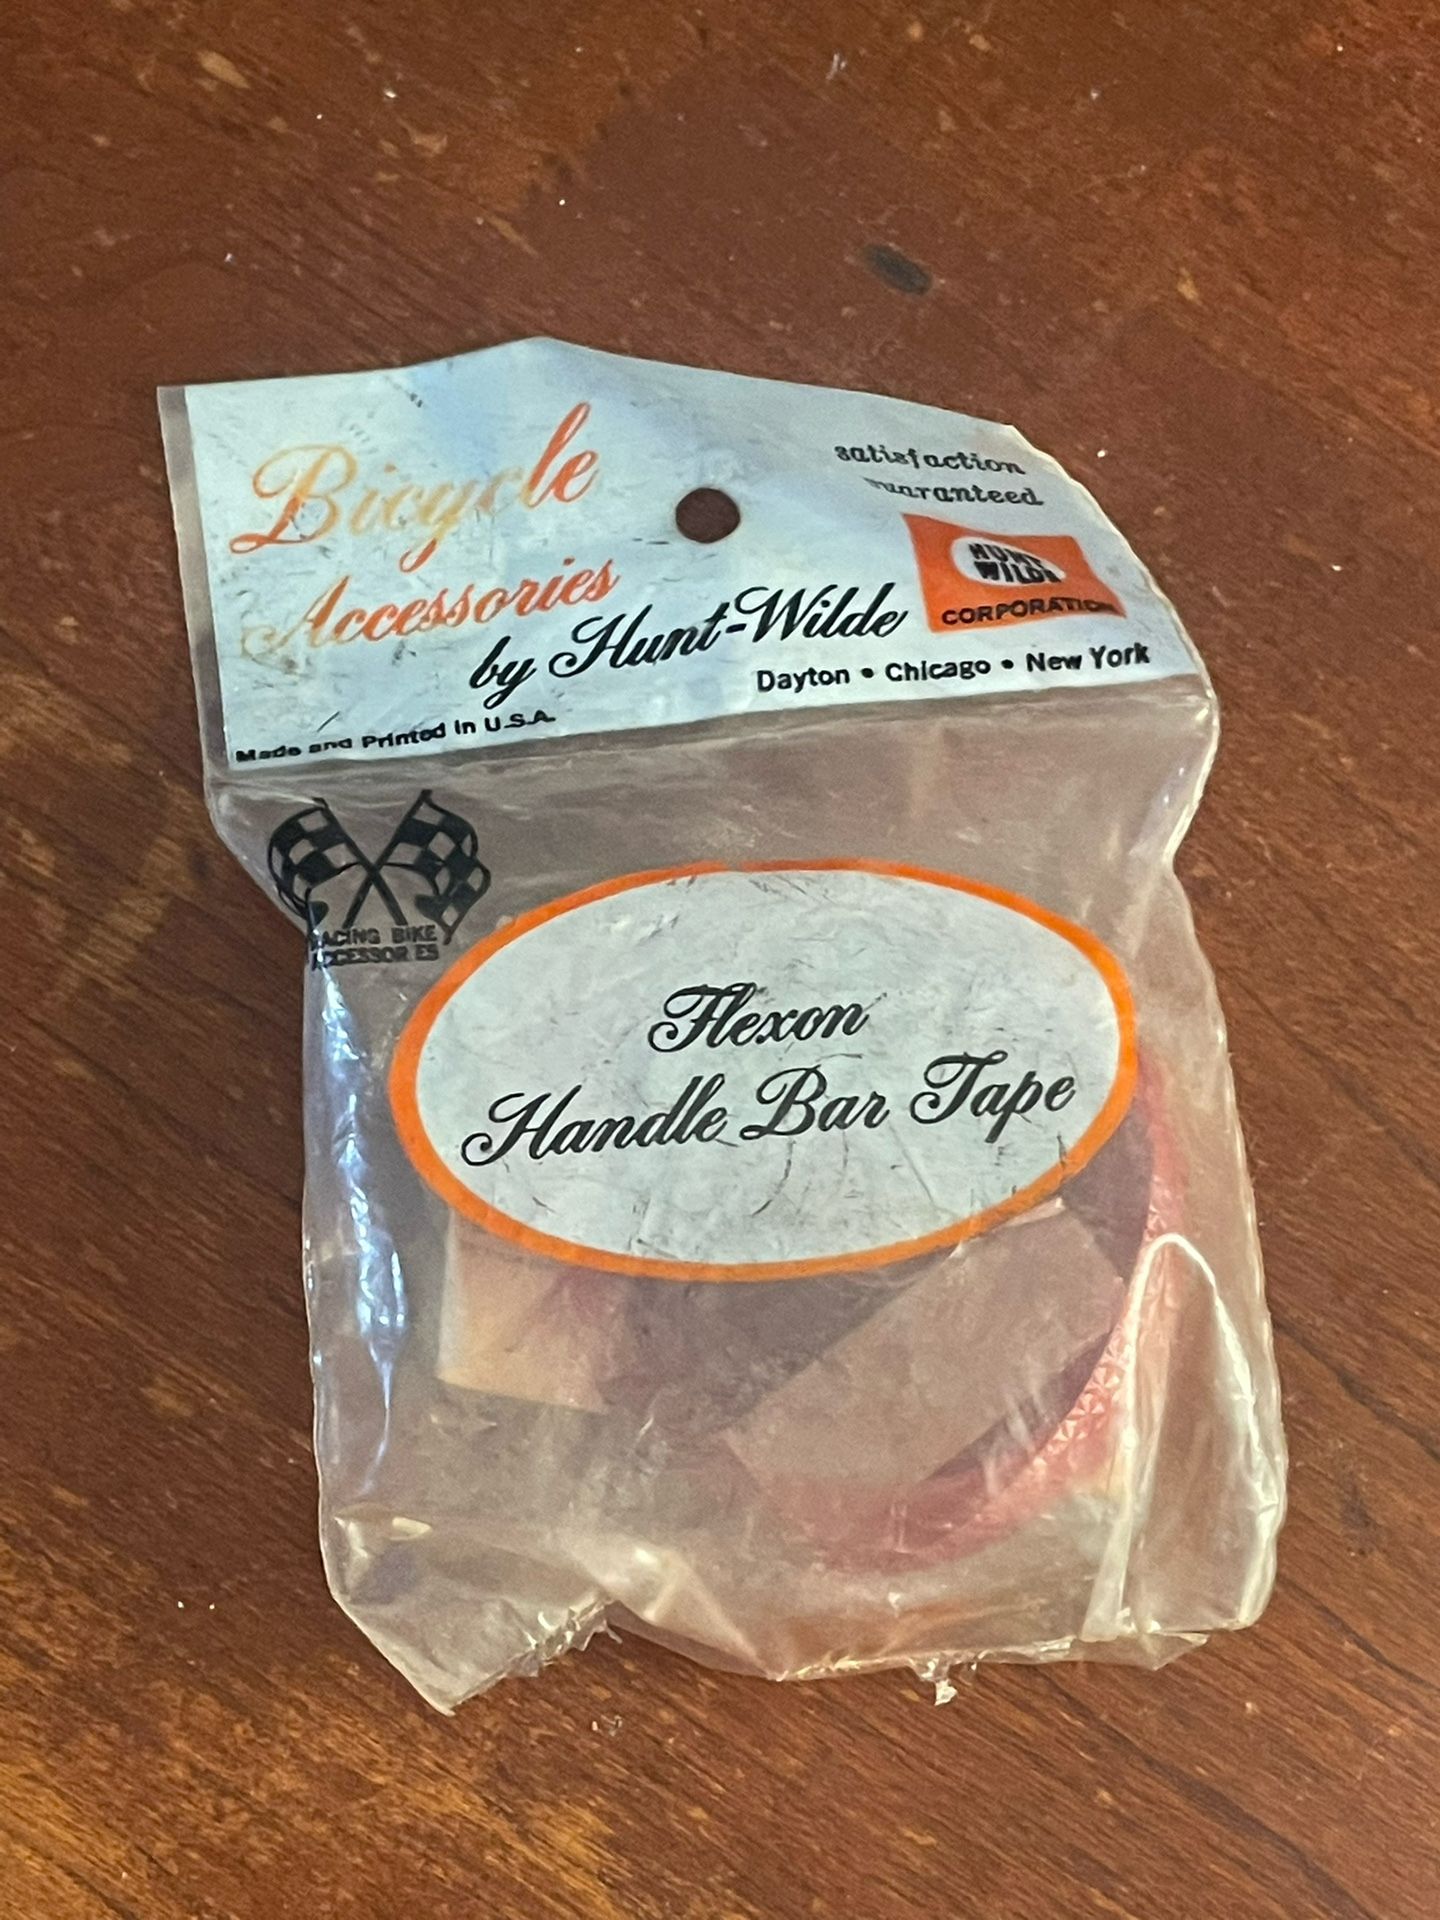 Bicycle
Accessories
by Hunt-Wilde
satisfaction
guaranteed
HUNT
WILDE
CORPORATION
Dayton • Chicago • New York
Made and Printed in U.S.A.
RACING BIKE
ACCESSORIES
Flexon
Handle Bar Tape